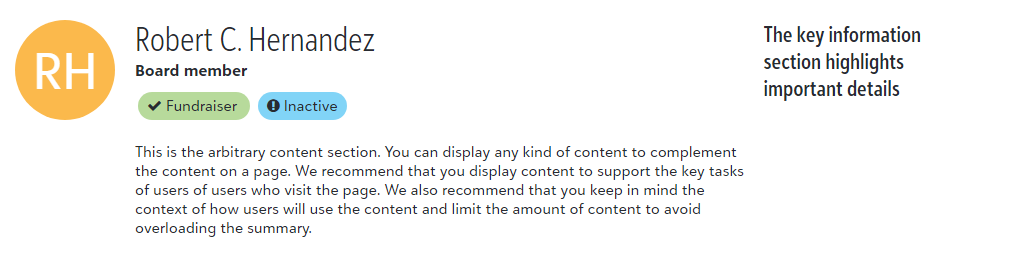 RH
Robert C. Hernandez
Board member
Fundraiser
Inactive
This is the arbitrary content section. You can display any kind of content to complement
the content on a page. We recommend that you display content to support the key tasks
of users of users who visit the page. We also recommend that you keep in mind the
context of how users will use the content and limit the amount of content to avoid
overloading the summary.
The key information
section highlights
important details